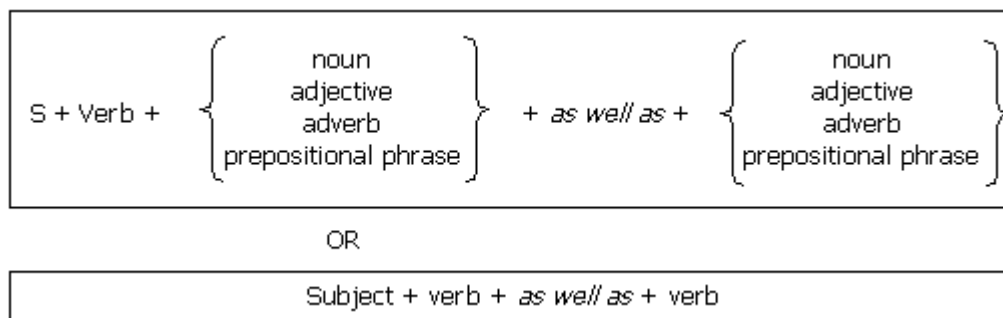 noun noun
adjective adjective
S + Verb + + as well as +
adverb adverb
prepositional phrase prepositional phrase
OR
Subject + verb + as well as + verb